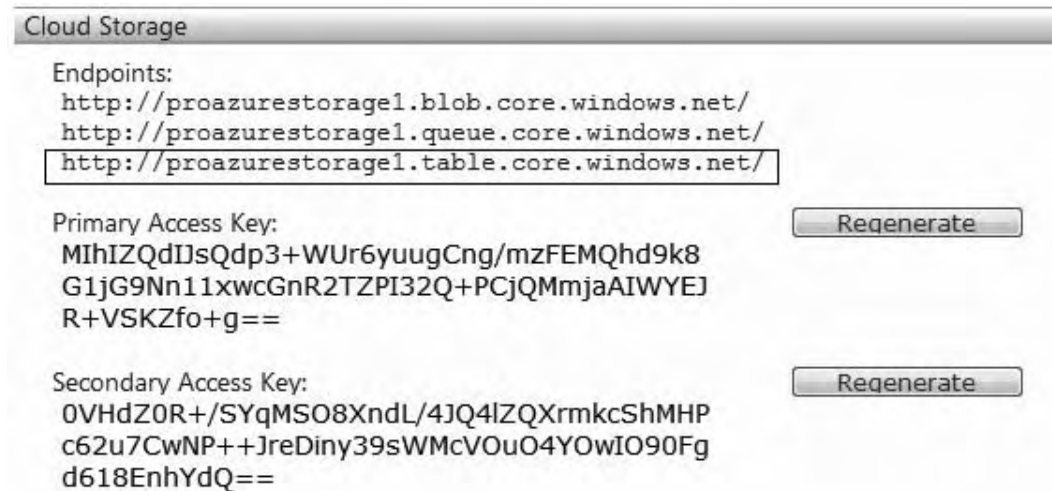 Cloud Storage
Endpoints:
http://proazurestorage1.blob.core.windows.net/
http://proazurestorage1.queue.core.windows.net/
http://proazurestorage1.table.core.windows.net/
Primary Access Key:
Regenerate
MIhIZQdIJsQdp3+WUr6yuugCng/mzFEMQhd9k8
G1jG9Nn11xwcGnR2TZPI32Q+PCjQMmjaAIWYEJ
R+VSKZfo+g==
Secondary Access Key:
Regenerate
0VHdZ0R+/SYqMSO8XndL/4JQ4lZQXrmkcShMHP
c62u7CwNP++JreDiny39sWMcVOuO4YOwIO90Fg
d618EnhYdQ==